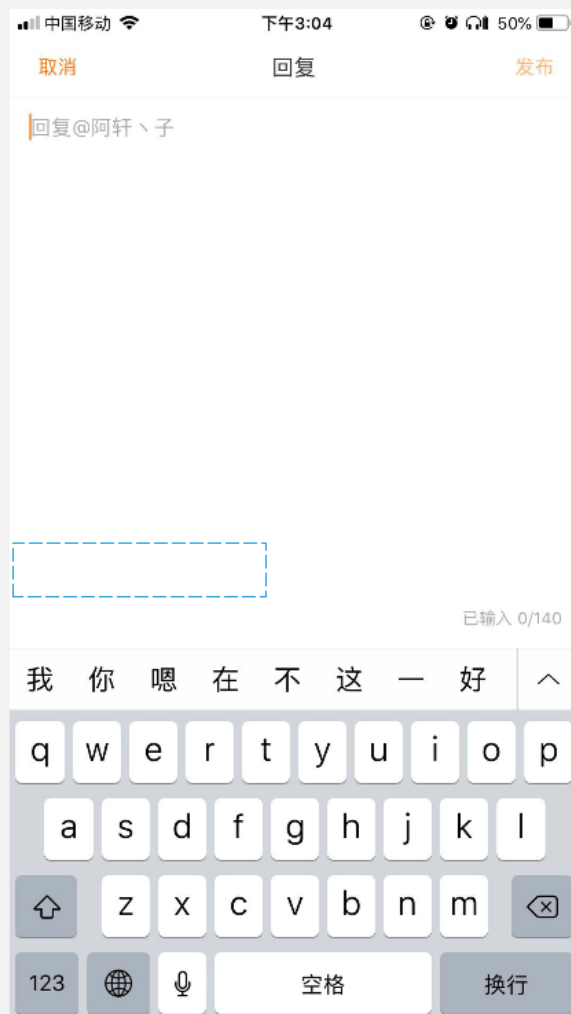 中国移动 下午3:04 50%
取消 回复 发布
回复@阿轩丶子
已输入 0/140
我 你 嗯 在 不 这 一 好
q w e r t y u i o p
a s d f g h j k l
z x c v b n m
123 空格 换行